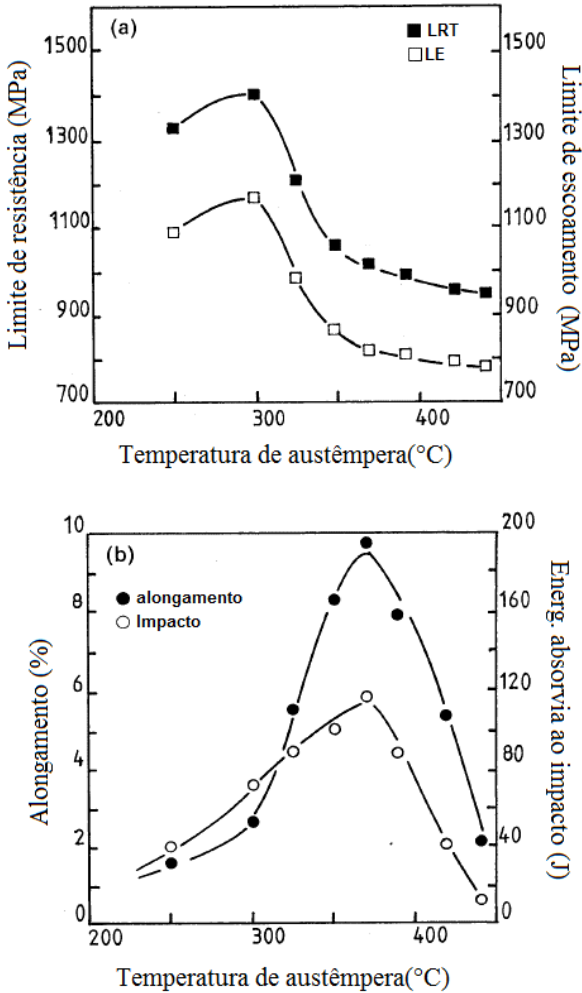 (a)
LRT
LE
1500
1300
1100
900
700
1500
1300
1100
900
700
200
300
400
Limite de resistência (MPa)
Limite de escoamento (MPa)
Temperatura de austêmpera(°C)
(b)
alongamento
Impacto
10
8
6
4
2
0
200
160
120
80
40
0
200
300
400
Alongamento (%)
Energ. absorvia ao impacto (J)
Temperatura de austêmpera(°C)